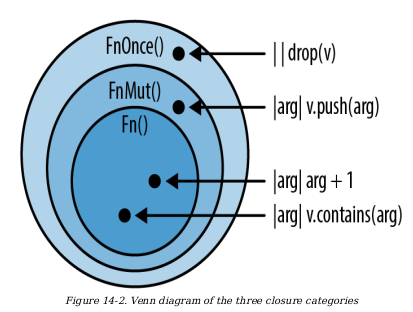 FnOnce()
||drop(v)
FnMut()
|arg| v.push(arg)
Fn()
|arg| arg + 1
|arg| v.contains(arg)
Figure 14-2. Venn diagram of the three closure categories